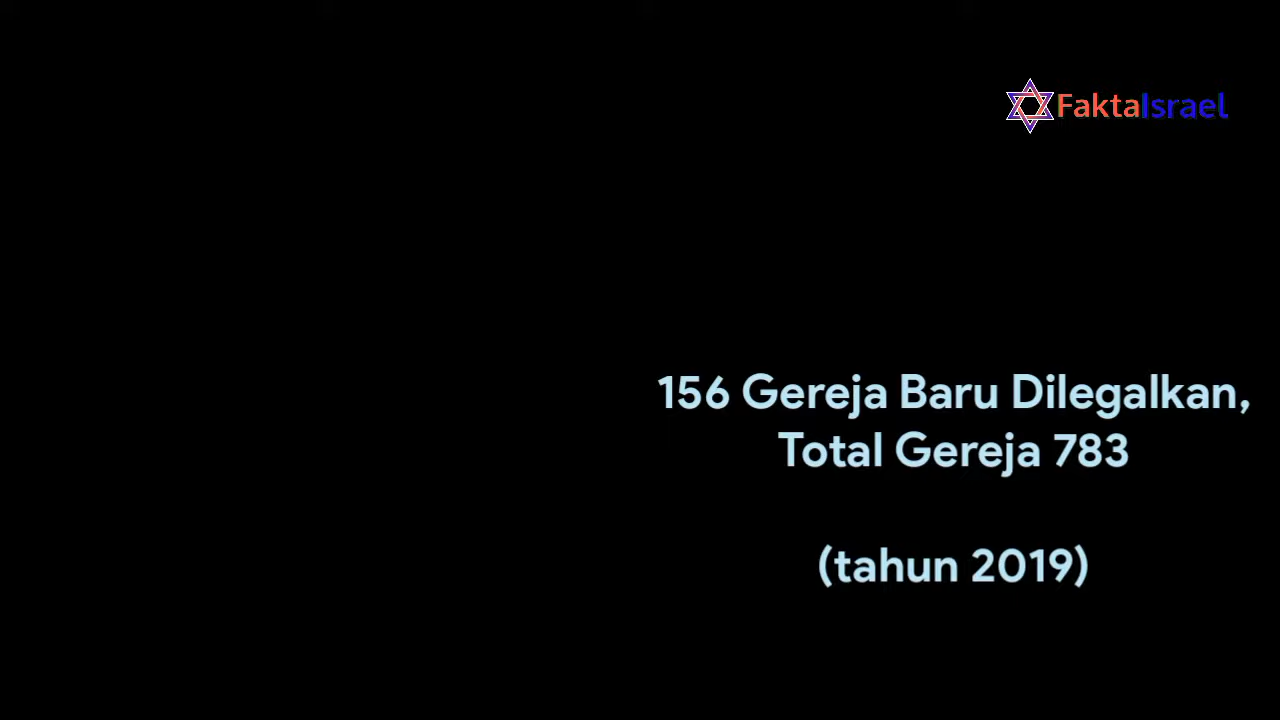 FaktaIsrael
156 Gereja Baru Dilegalkan,
Total Gereja 783
(tahun 2019)